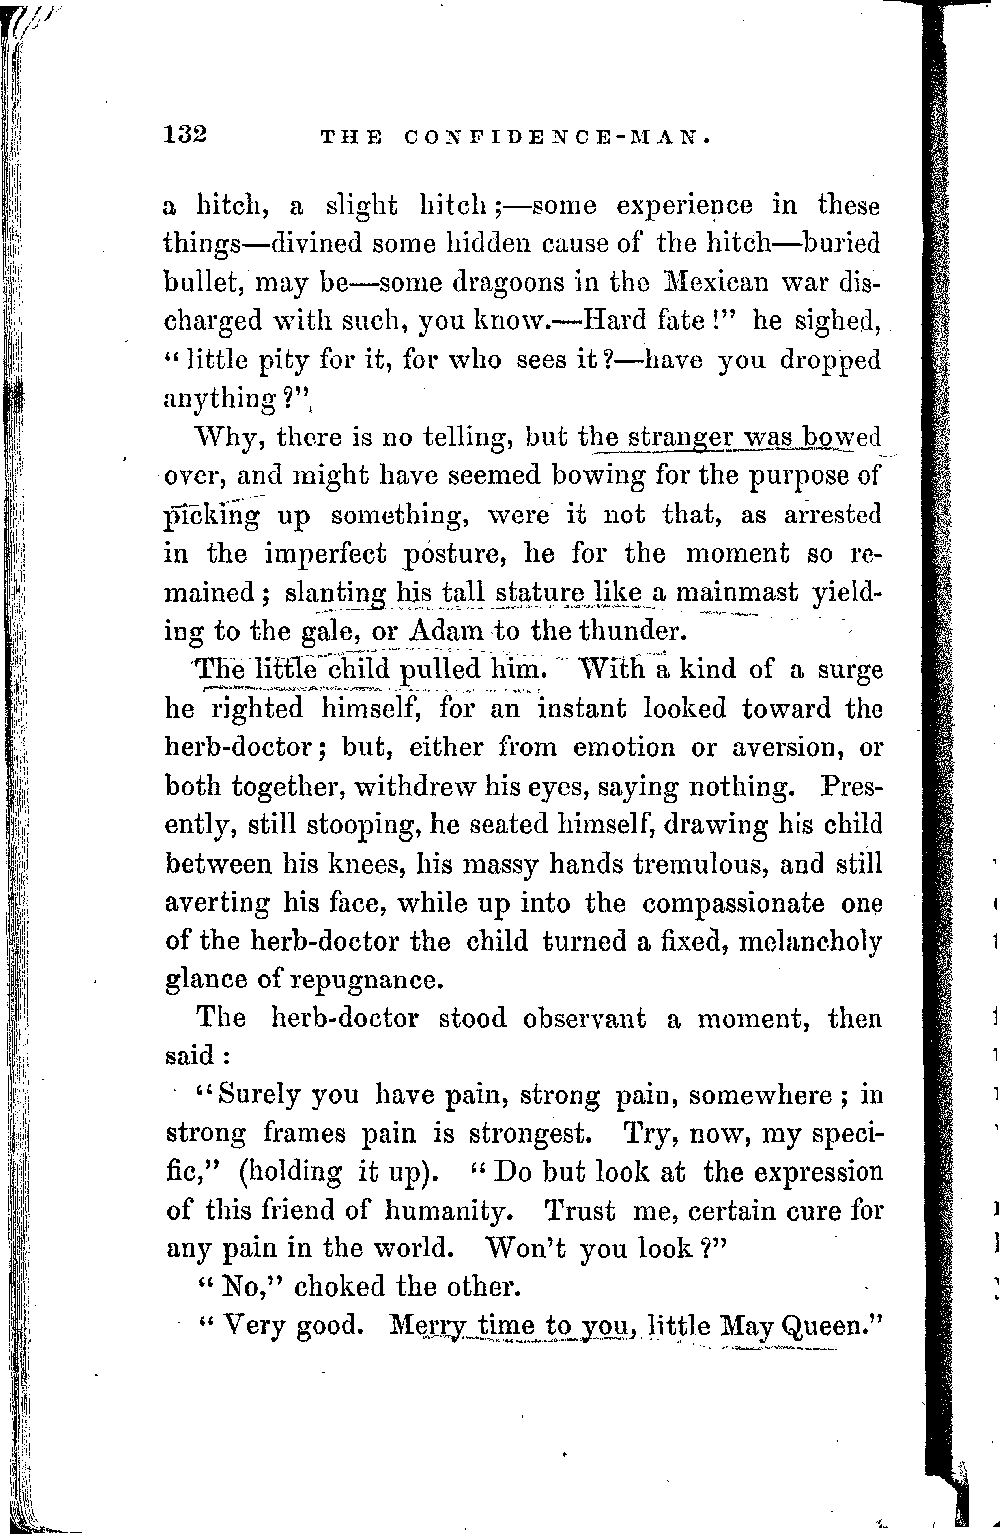 132 THE CONFIDENCE-MAN.
a hitch, a slight hitch;—some experience in these
things—divined some hidden cause of the hitch—buried
bullet, may be—some dragoons in the Mexican war dis-
charged with such, you know.—Hard fate!" he sighed,
"little pity for it, for who sees it?—have you dropped
anything?"
Why, there is no telling, but the stranger was bowed
over, and might have seemed bowing for the purpose of
picking up something, were it not that, as arrested
in the imperfect posture, he for the moment so re-
mained; slanting his tall stature like a mainmast yield-
ing to the gale, or Adam to the thunder.
The little child pulled him. With a kind of a surge
he righted himself, for an instant looked toward the
herb-doctor; but, either from emotion or aversion, or
both together, withdrew his eyes, saying nothing. Pres-
ently, still stooping, he seated himself, drawing his child
between his knees, his massy hands tremulous, and still
averting his face, while up into the compassionate one
of the herb-doctor the child turned a fixed, melancholy
glance of repugnance.
The herb-doctor stood observant a moment, then
said:
"Surely you have pain, strong pain, somewhere; in
strong frames pain is strongest. Try, now, my speci-
fic," (holding it up). "Do but look at the expression
of this friend of humanity. Trust me, certain cure for
any pain in the world. Won't you look?"
"No," choked the other.
"Very good. Merry time to you, little May Queen."